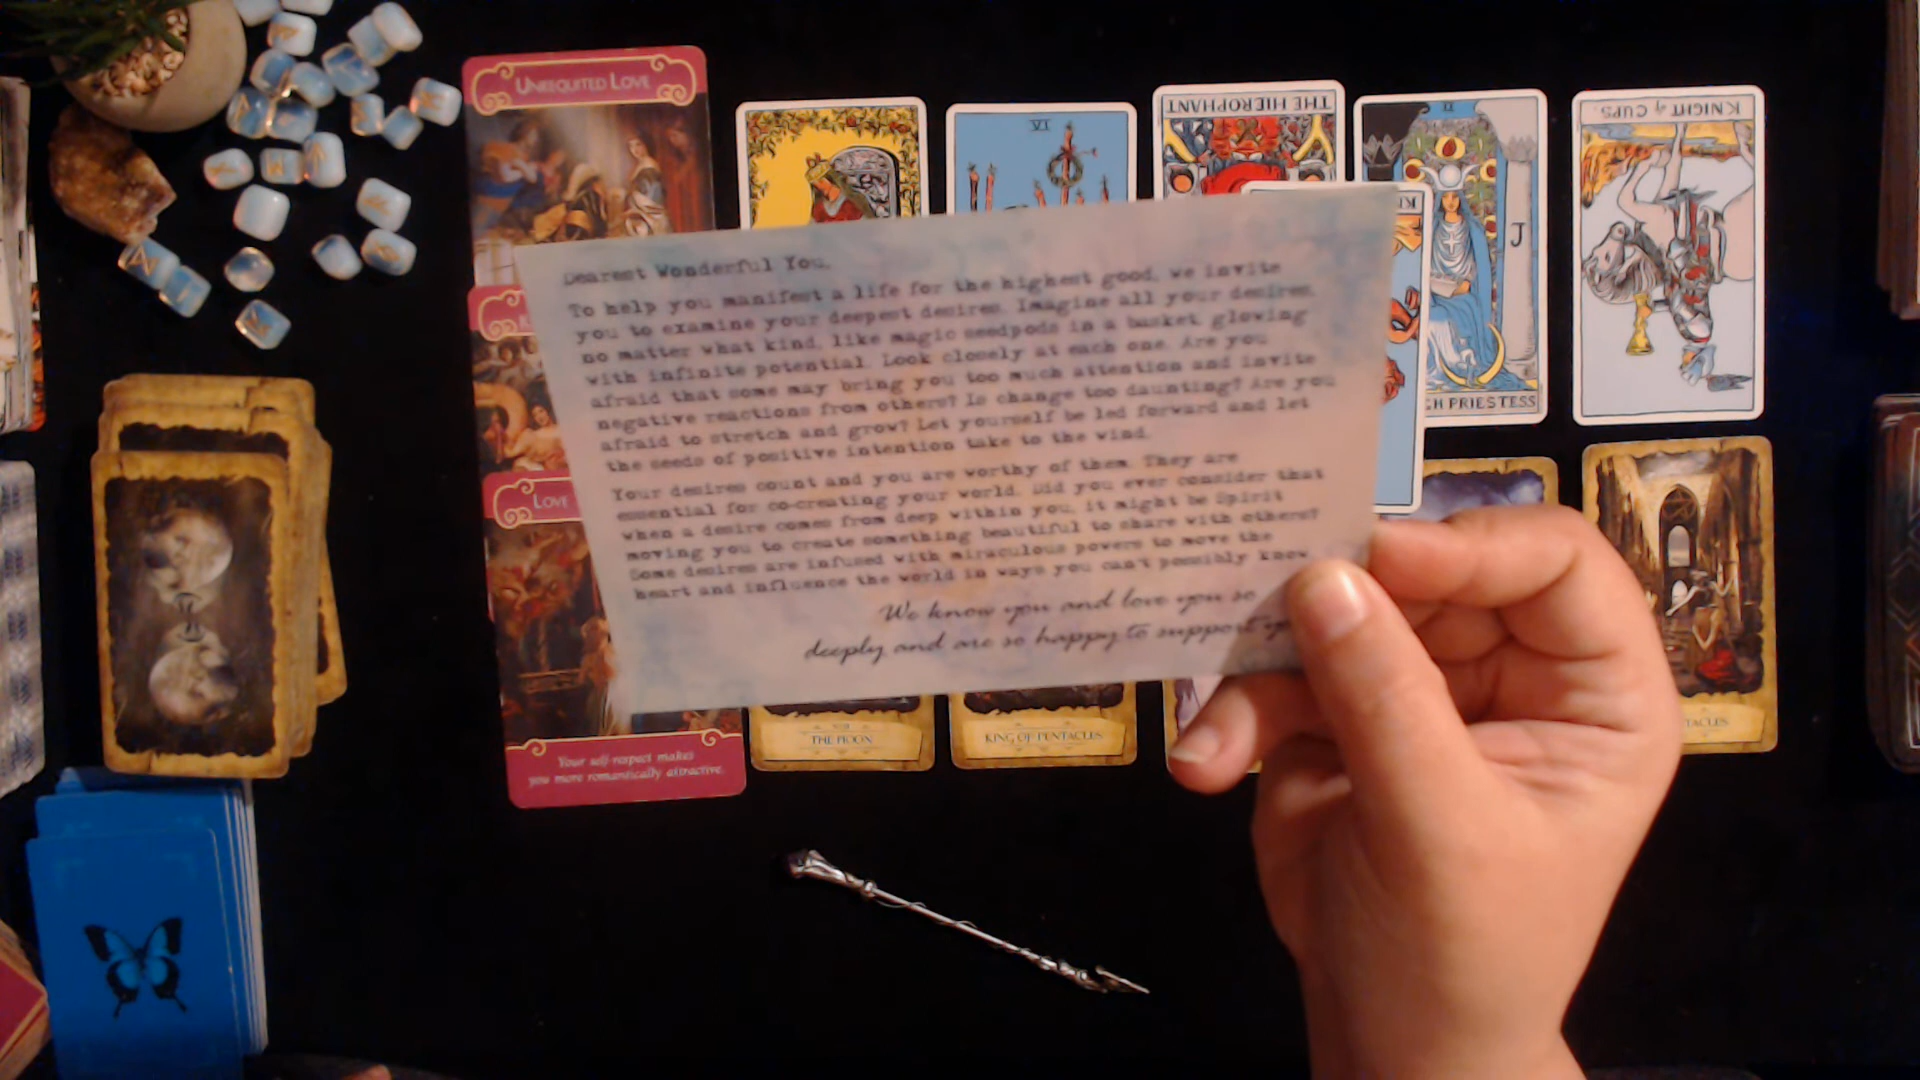 UNREQUITED LOVE
THE HIEROPHANT
II
KNIGHT of CUPS.
VI
J
Dearest Wonderful You,
To help you manifest a life for the highest good, we invite
you to examine your deepest desires. Imagine all your desires,
no matter what kind, like magic seedpods in a basket, glowing
with infinite potential. Look closely at each one. Are you
afraid that some may bring you too much attention and invite
negative reactions from others? Is change too daunting? Are you
afraid to stretch and grow? Let yourself be led forward and let
the seeds of positive intention take to the wind.
Your desires count and you are worthy of them. They are
essential for co-creating your world. Did you ever consider that
when a desire comes from deep within you, it might be Spirit
moving you to create something beautiful to share with others?
Some desires are infused with miraculous powers to move the
heart and influence the world in ways you can't possibly know.
We know you and love you so
deeply and are so happy to support
CH PRIESTESS
LOVE
Your self-respect makes
you more romantically attractive.
THE MOON
KING OF PENTACLES
TACLES